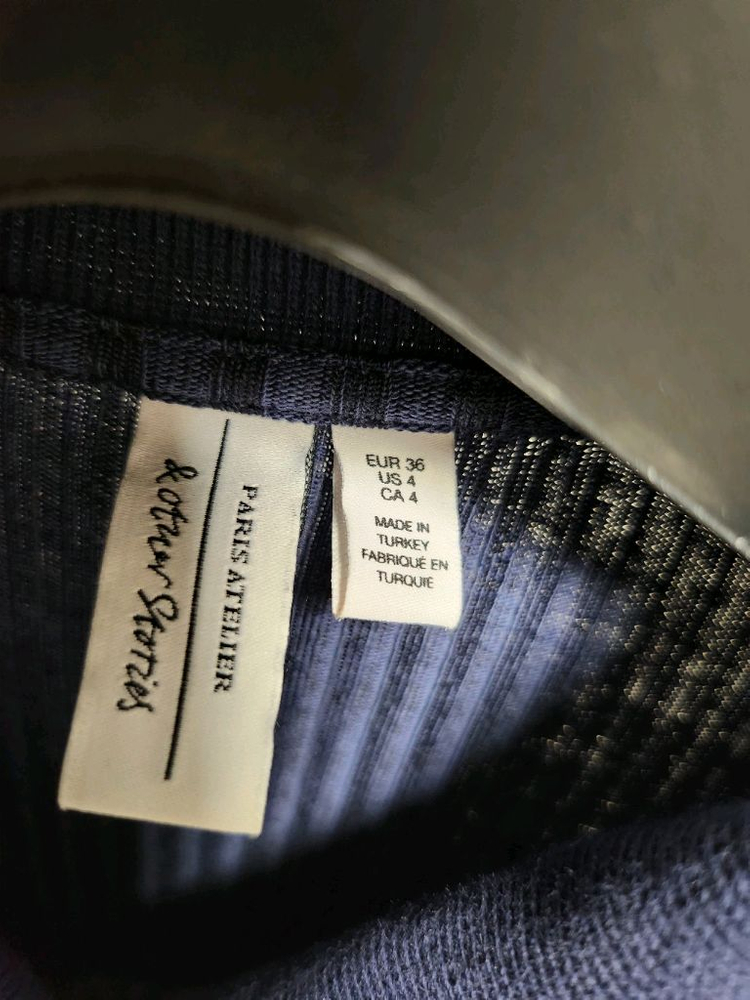 & other Stories
PARIS ATELIER
EUR 36
US 4
CA 4
MADE IN
TURKEY
FABRIQUÉ EN
TURQUIE